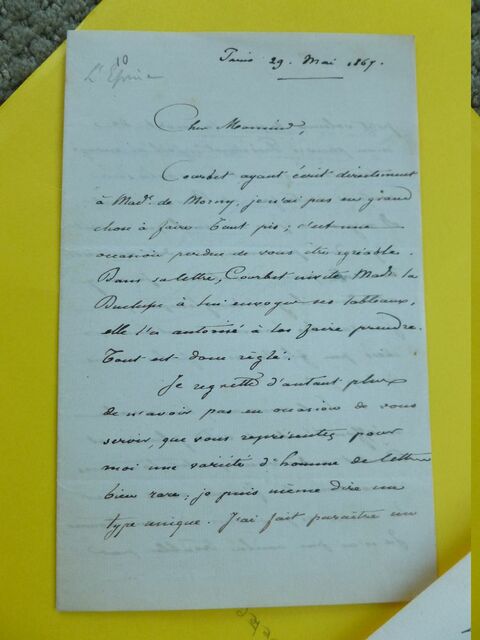 10
L'Epine
Paris 29. Mai 1867.
Cher Monsieur,
Courbet ayant écrit directement
à Mad. de Morny, je n'ai pas eu grand
chose à faire. Tant pis; c'est une
occasion perdue de vous être agréable.
Dans sa lettre, Courbet invite Made la
Duchesse à lui envoyer ses tableaux,
elle l'a autorisé à les faire prendre.
Tout est donc réglé.
Je regrette d'autant plus
de n'avoir pas eu occasion de vous
servir, que vous représentez pour
moi une variété d'homme de lettres
bien rare; je puis même dire un
type unique. J'ai fait paraître un